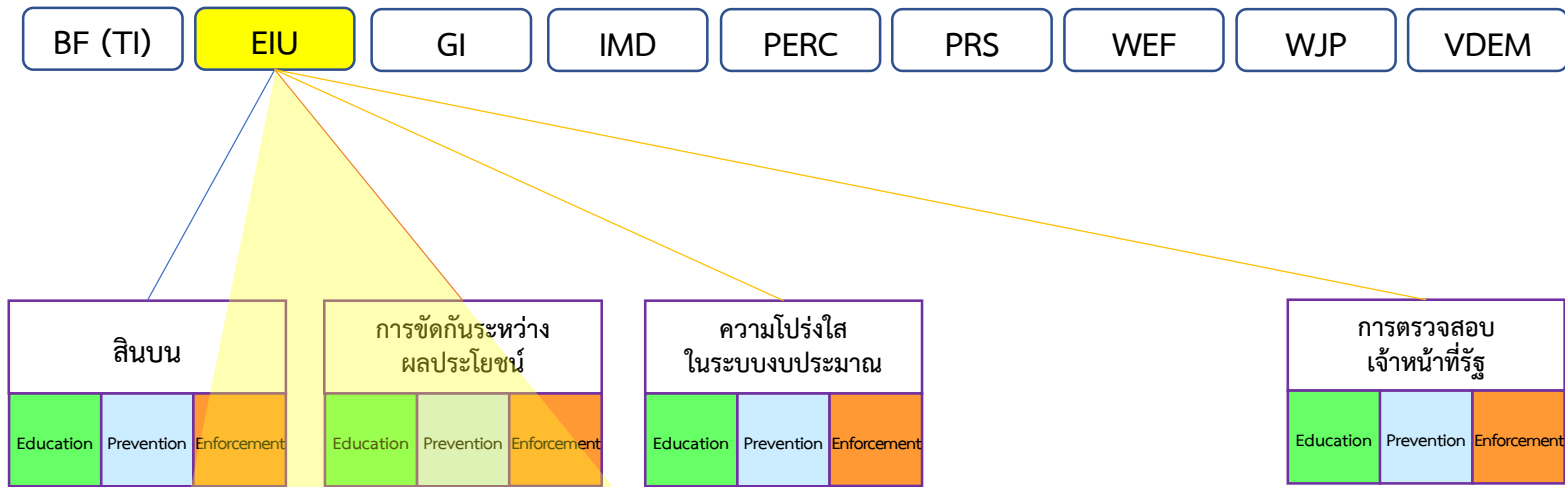 BF (TI)
EIU
GI
IMD
PERC
PRS
WEF
WJP
VDEM
สินบน
การขัดกันระหว่าง
ผลประโยชน์
ความโปร่งใส
ในระบบงบประมาณ
การตรวจสอบ
เจ้าหน้าที่รัฐ
Education
Prevention
Enforcement
Education
Prevention
Enforcement
Education
Prevention
Enforcement
Education
Prevention
Enforcement